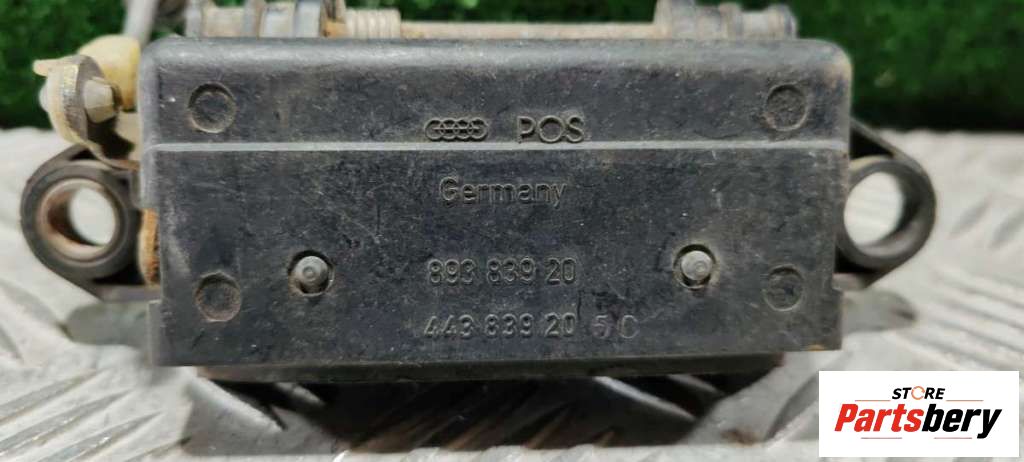 POS
Germany
893 839 20
443 839 20 5 C
STORE
Partsbery